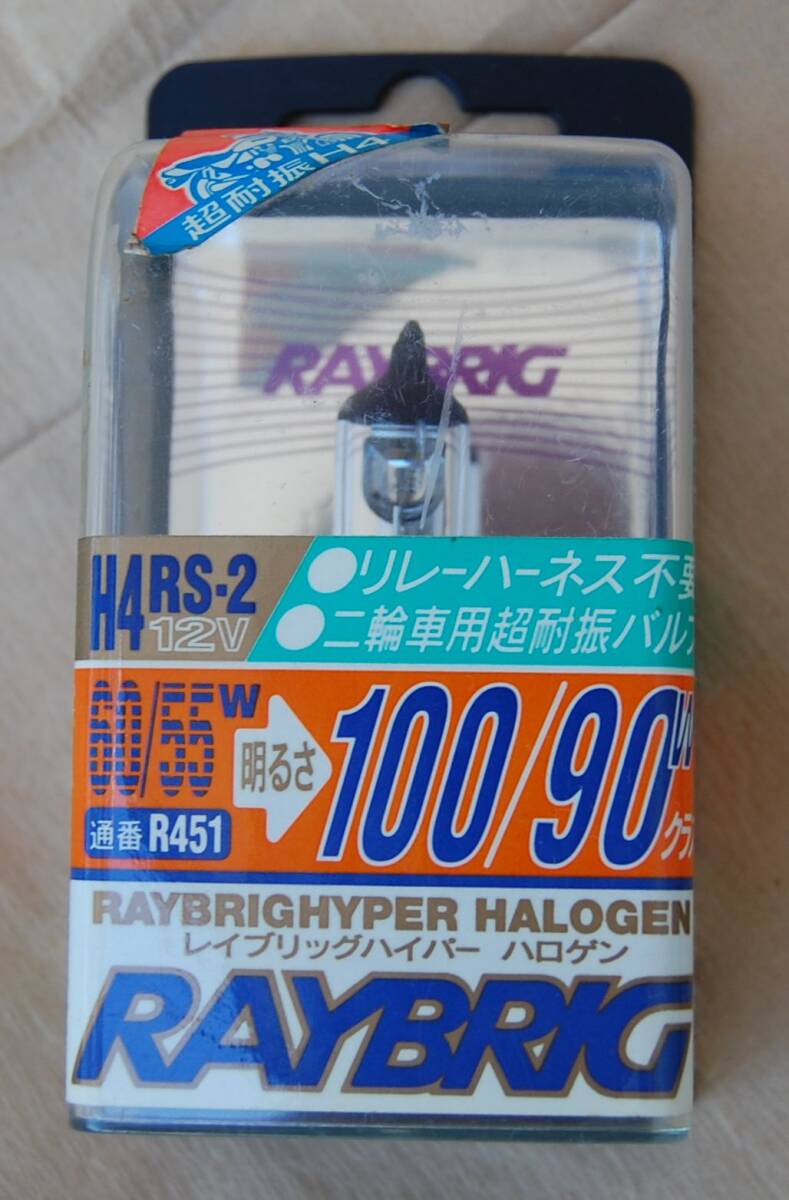 超耐振H4
RAYBRIG
H4 RS-2
12V
●リレーハーネス不要
●二輪車用超耐振バルブ
60/55W
明るさ
100/90W
クラス
通番 R451
RAYBRIG HYPER HALOGEN
レイブリッグハイパー ハロゲン
RAYBRIG